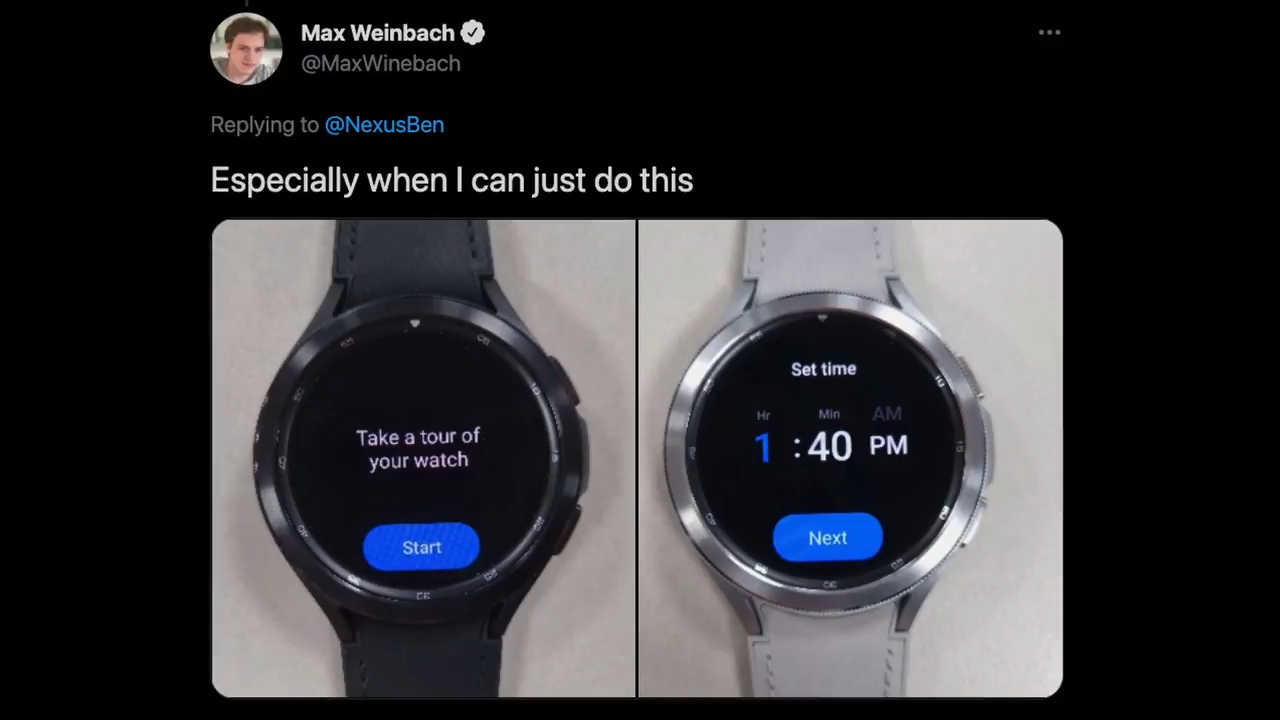 Max Weinbach
@MaxWinebach
Replying to @NexusBen
Especially when I can just do this
Take a tour of
your watch
Start
Set time
Hr Min AM
1 : 40 PM
Next